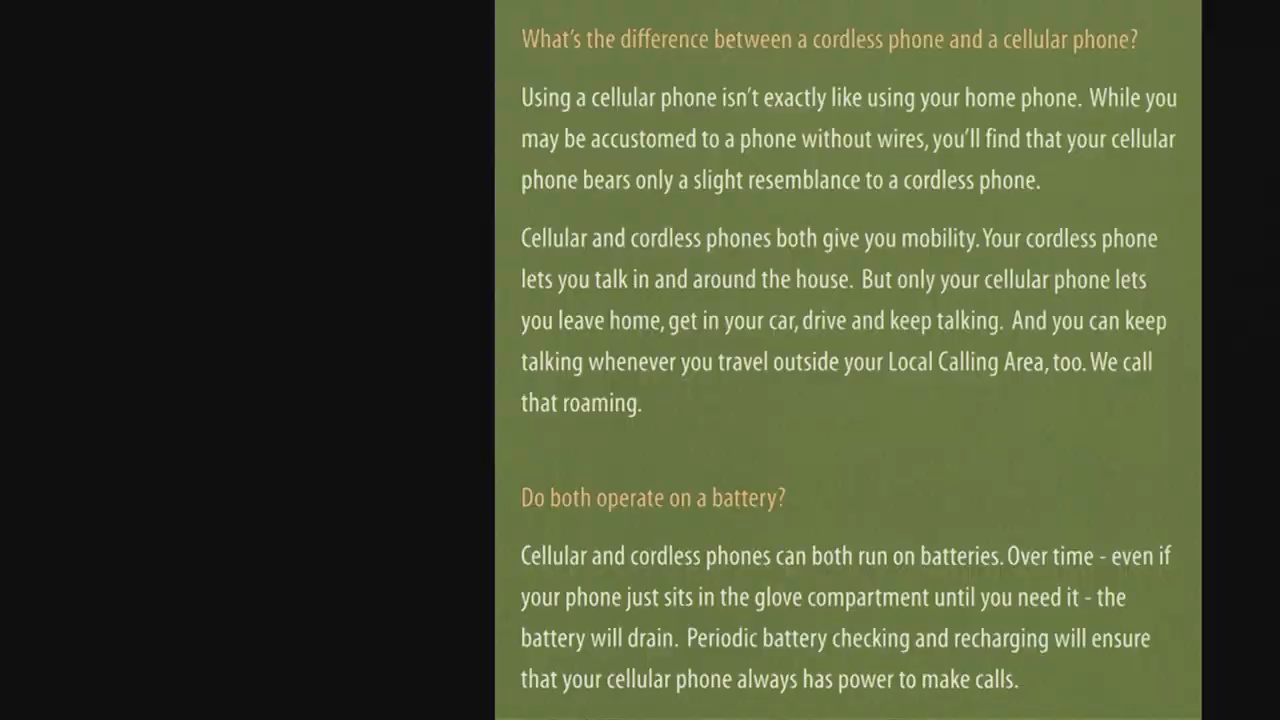 What's the difference between a cordless phone and a cellular phone?
Using a cellular phone isn't exactly like using your home phone. While you
may be accustomed to a phone without wires, you'll find that your cellular
phone bears only a slight resemblance to a cordless phone.
Cellular and cordless phones both give you mobility. Your cordless phone
lets you talk in and around the house. But only your cellular phone lets
you leave home, get in your car, drive and keep talking. And you can keep
talking whenever you travel outside your Local Calling Area, too. We call
that roaming.
Do both operate on a battery?
Cellular and cordless phones can both run on batteries. Over time - even if
your phone just sits in the glove compartment until you need it - the
battery will drain. Periodic battery checking and recharging will ensure
that your cellular phone always has power to make calls.